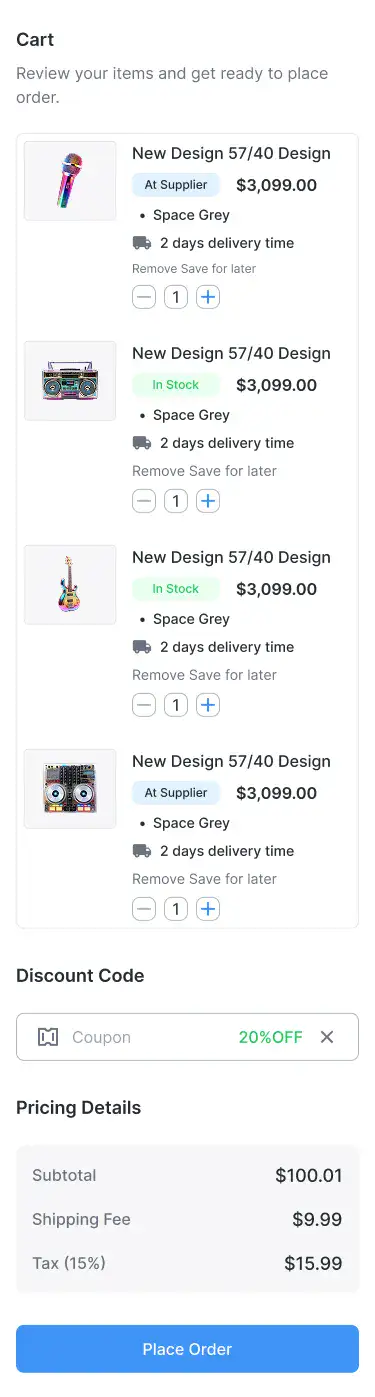 Cart
Review your items and get ready to place
order.
New Design 57/40 Design
At Supplier $3,099.00
• Space Grey
2 days delivery time
Remove Save for later
1
New Design 57/40 Design
In Stock $3,099.00
• Space Grey
2 days delivery time
Remove Save for later
1
New Design 57/40 Design
In Stock $3,099.00
• Space Grey
2 days delivery time
Remove Save for later
1
New Design 57/40 Design
At Supplier $3,099.00
• Space Grey
2 days delivery time
Remove Save for later
1
Discount Code
Coupon 20%OFF
Pricing Details
Subtotal $100.01
Shipping Fee $9.99
Tax (15%) $15.99
Place Order